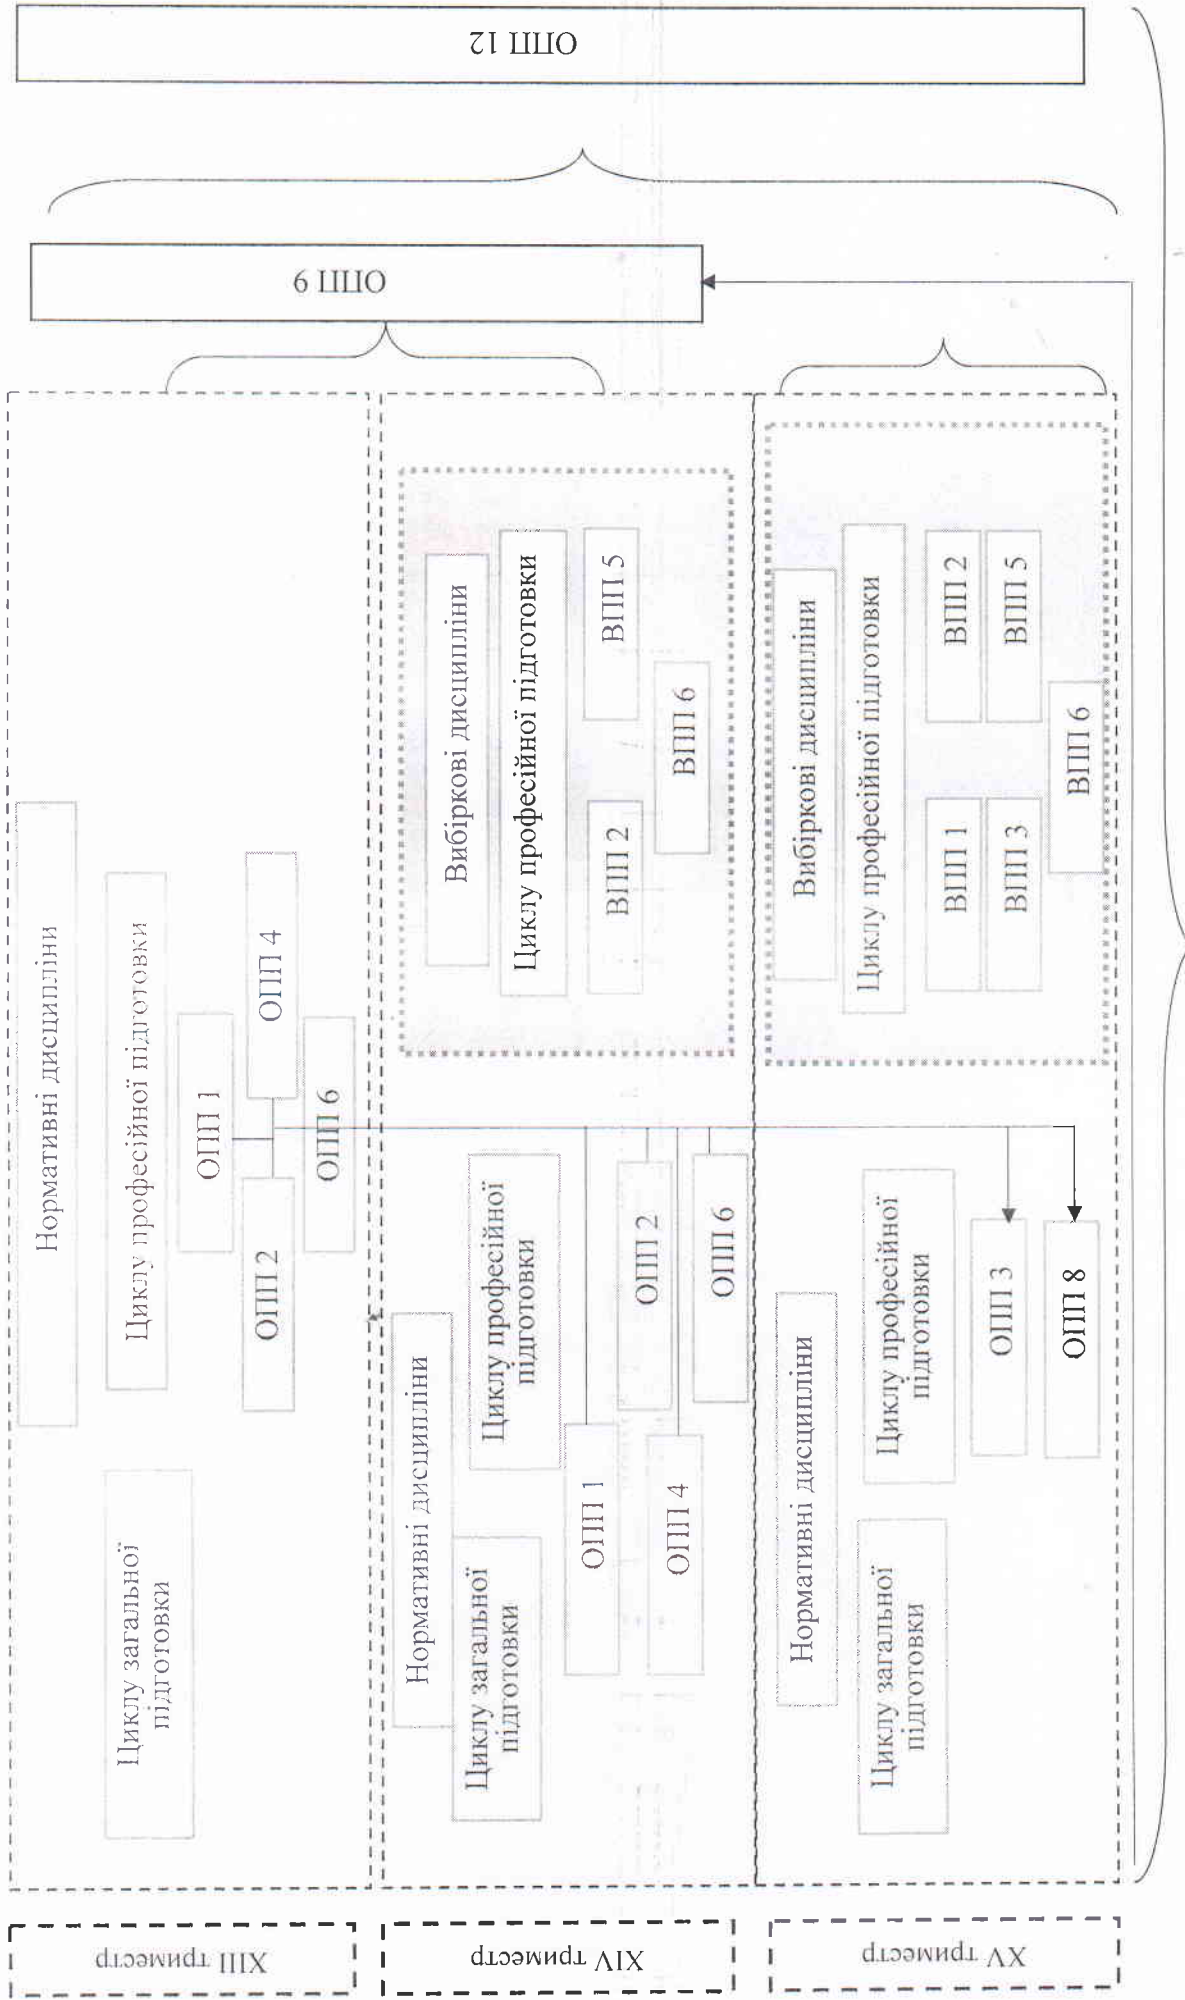 XIII триместр
Нормативні дисципліни
Циклу загальної
підготовки
Циклу професійної підготовки
ОПП 1
ОПП 2
ОПП 4
ОПП 6
XIV триместр
Нормативні дисципліни
Циклу загальної
підготовки
Циклу професійної
підготовки
ОПП 1
ОПП 2
ОПП 4
ОПП 6
Вибіркові дисципліни
Циклу професійної підготовки
ВПП 2
ВПП 5
ВПП 6
XV триместр
Нормативні дисципліни
Циклу загальної
підготовки
Циклу професійної
підготовки
ОПП 3
ОПП 8
Вибіркові дисципліни
Циклу професійної підготовки
ВПП 1
ВПП 2
ВПП 3
ВПП 5
ВПП 6
ОПП 9
ОПП 12